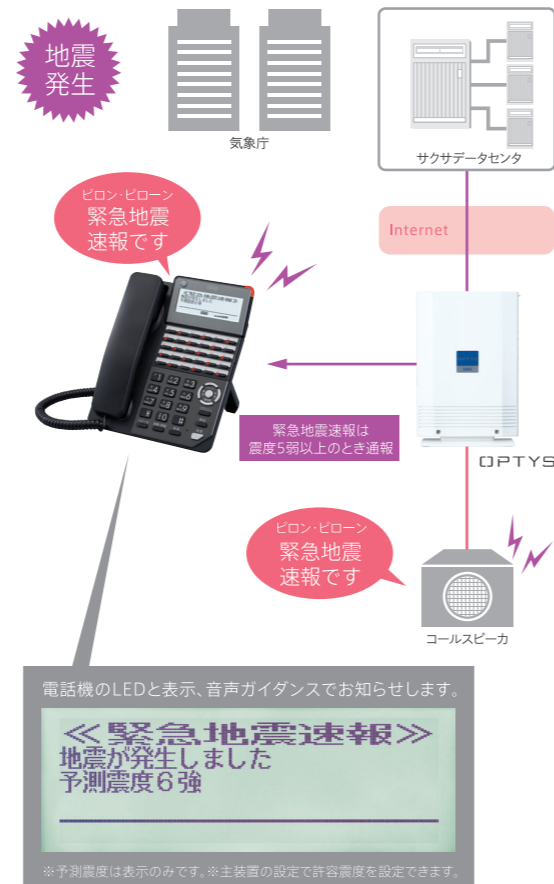 地震
発生
気象庁
サクサデータセンタ
ピロン・ピローン
緊急地震
速報です
Internet
緊急地震速報は
震度5弱以上のとき通報
OPTYS
ピロン・ピローン
緊急地震
速報です
コールスピーカ
電話機のLEDと表示、音声ガイダンスでお知らせします。
≪緊急地震速報≫
地震が発生しました
予測震度6強
※予測震度は表示のみです。※主装置の設定で許容震度を設定できます。